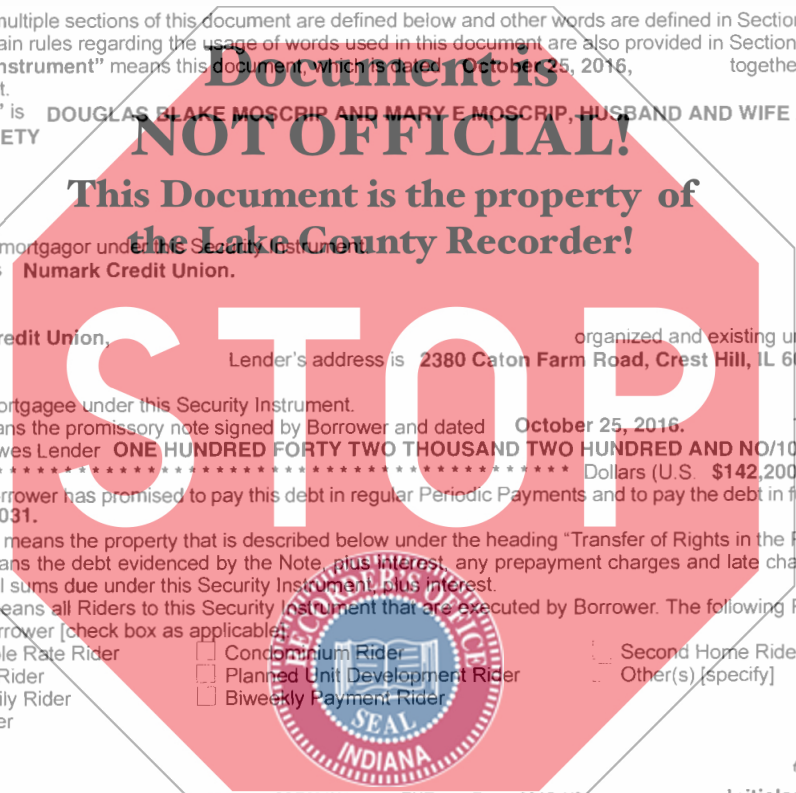 multiple sections of this document are defined below and other words are defined in Section
ain rules regarding the usage of words used in this document are also provided in Section
nstrument” means this document, which is dated October 25, 2016, togethe
t.
Document is
” is DOUGLAS BLAKE MOSCRIP AND MARY E MOSCRIP, HUSBAND AND WIFE
ETY
NOT OFFICIAL!
This Document is the property of
the Lake County Recorder!
mortgagor under this Security Instrument.
s Numark Credit Union.
STOP
redit Union, organized and existing u
Lender's address is 2380 Caton Farm Road, Crest Hill, IL 6
ortgagee under this Security Instrument.
ans the promissory note signed by Borrower and dated October 25, 2016.
wes Lender ONE HUNDRED FORTY TWO THOUSAND TWO HUNDRED AND NO/10
* * * * * * * * * * * * * * * * * * * * * * * * * * * * * * * * * * * * * * * * * * Dollars (U.S. $142,200
rrower has promised to pay this debt in regular Periodic Payments and to pay the debt in f
031.
means the property that is described below under the heading “Transfer of Rights in the P
ans the debt evidenced by the Note, plus interest, any prepayment charges and late cha
l sums due under this Security Instrument, plus interest.
eans all Riders to this Security Instrument that are executed by Borrower. The following R
rrower [check box as applicable]:
le Rate Rider Condominium Rider Second Home Ride
Rider Planned Unit Development Rider Other(s) [specify]
ily Rider Biweekly Payment Rider
er
RECORDER'S OFFICE
SEAL
INDIANA